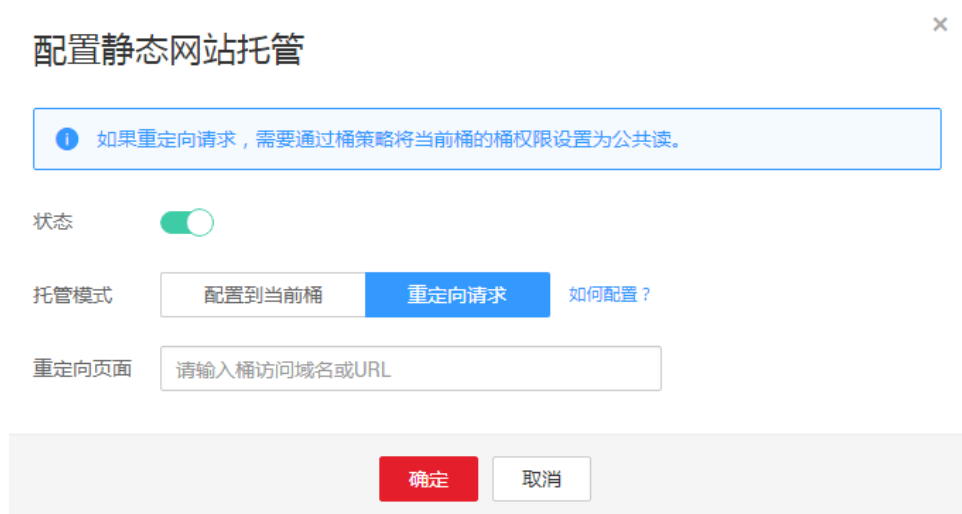 配置静态网站托管
如果重定向请求，需要通过桶策略将当前桶的桶权限设置为公共读。
状态
托管模式 配置到当前桶 重定向请求 如何配置？
重定向页面 请输入桶访问域名或URL
确定 取消